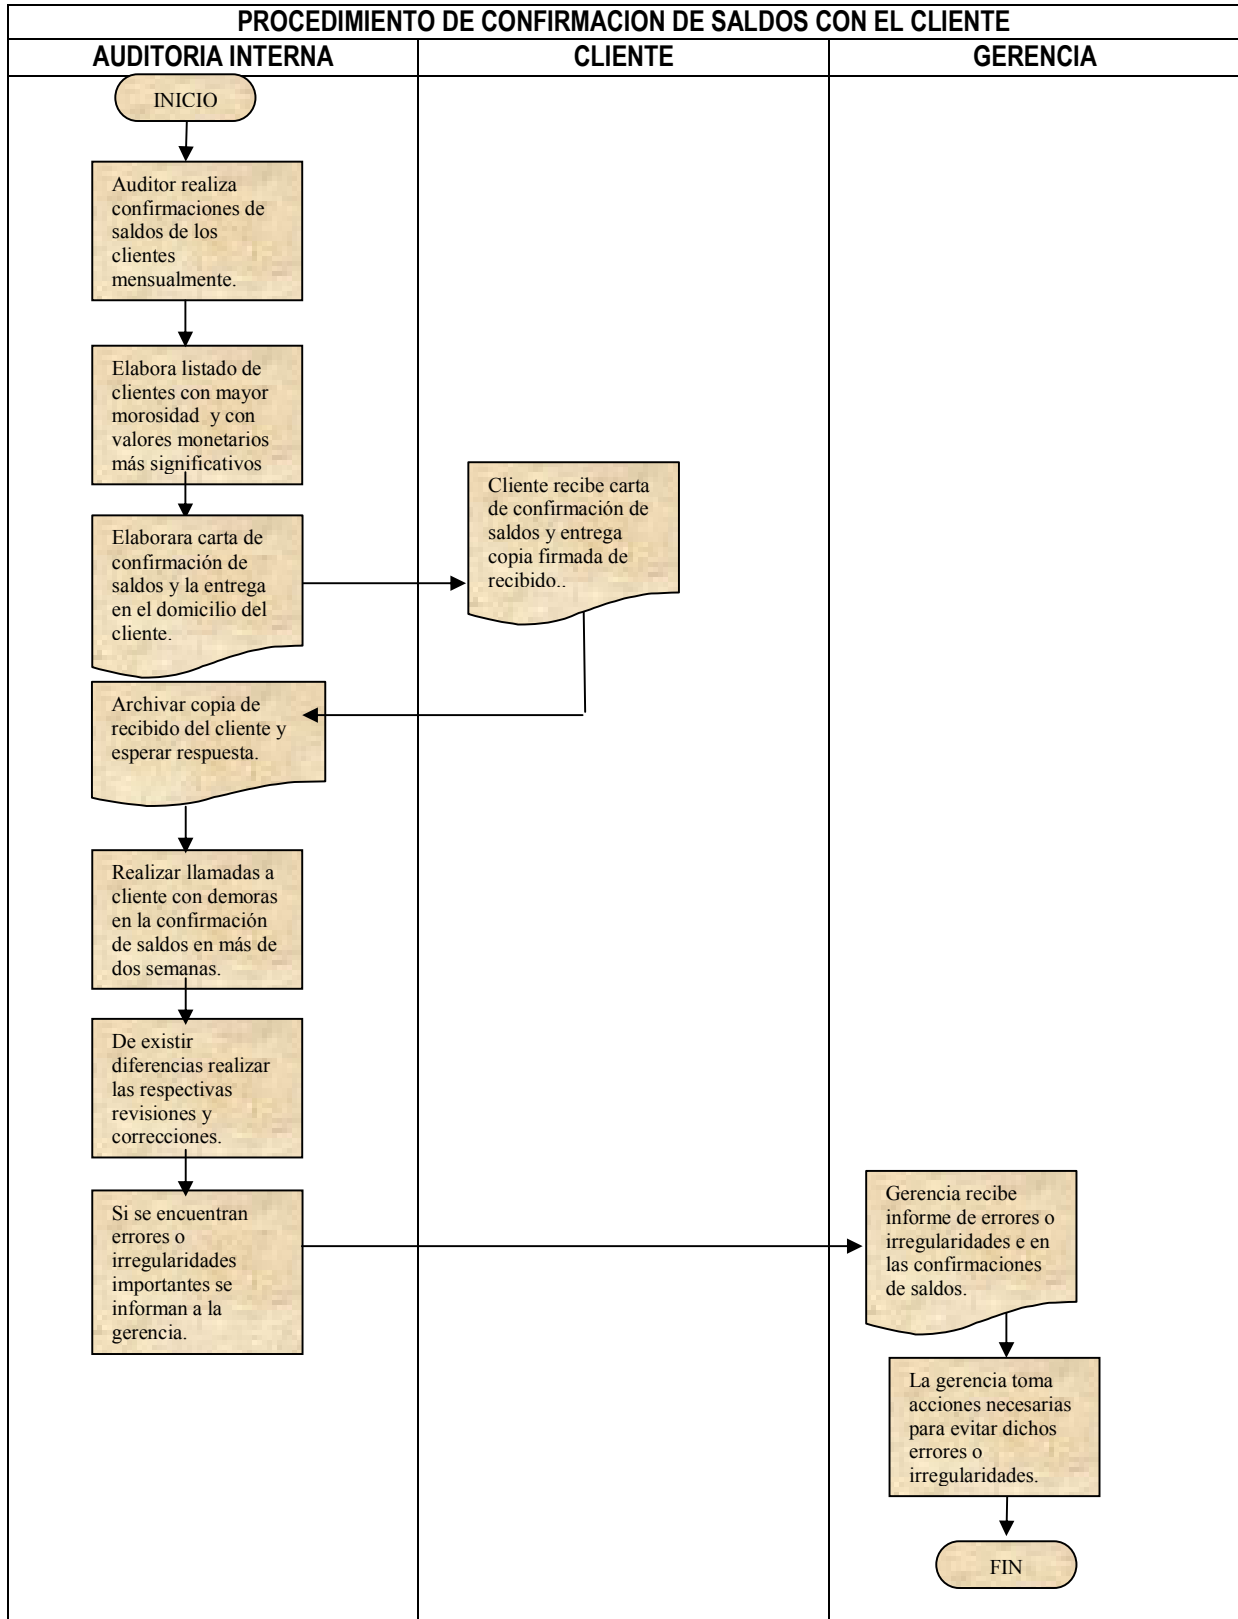 PROCEDIMIENTO DE CONFIRMACION DE SALDOS CON EL CLIENTE
AUDITORIA INTERNA
CLIENTE
GERENCIA
INICIO
Auditor realiza
confirmaciones de
saldos de los
clientes
mensualmente.
Elabora listado de
clientes con mayor
morosidad y con
valores monetarios
más significativos
Elaborara carta de
confirmación de
saldos y la entrega
en el domicilio del
cliente.
Cliente recibe carta
de confirmación de
saldos y entrega
copia firmada de
recibido..
Archivar copia de
recibido del cliente y
esperar respuesta.
Realizar llamadas a
cliente con demoras
en la confirmación
de saldos en más de
dos semanas.
De existir
diferencias realizar
las respectivas
revisiones y
correcciones.
Si se encuentran
errores o
irregularidades
importantes se
informan a la
gerencia.
Gerencia recibe
informe de errores o
irregularidades e en
las confirmaciones
de saldos.
La gerencia toma
acciones necesarias
para evitar dichos
errores o
irregularidades.
FIN